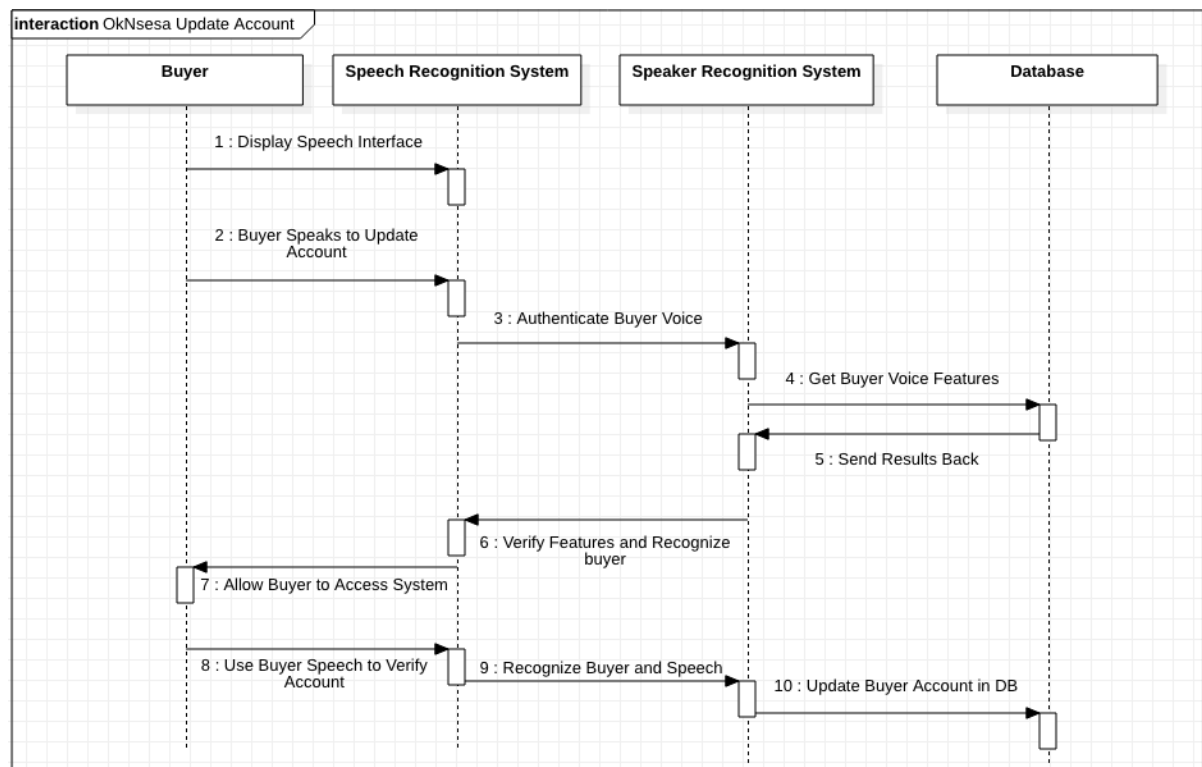 interaction OkNsesa Update Account
Buyer
Speech Recognition System
Speaker Recognition System
Database
1 : Display Speech Interface
2 : Buyer Speaks to Update
Account
3 : Authenticate Buyer Voice
4 : Get Buyer Voice Features
5 : Send Results Back
6 : Verify Features and Recognize
buyer
7 : Allow Buyer to Access System
8 : Use Buyer Speech to Verify
Account
9 : Recognize Buyer and Speech
10 : Update Buyer Account in DB